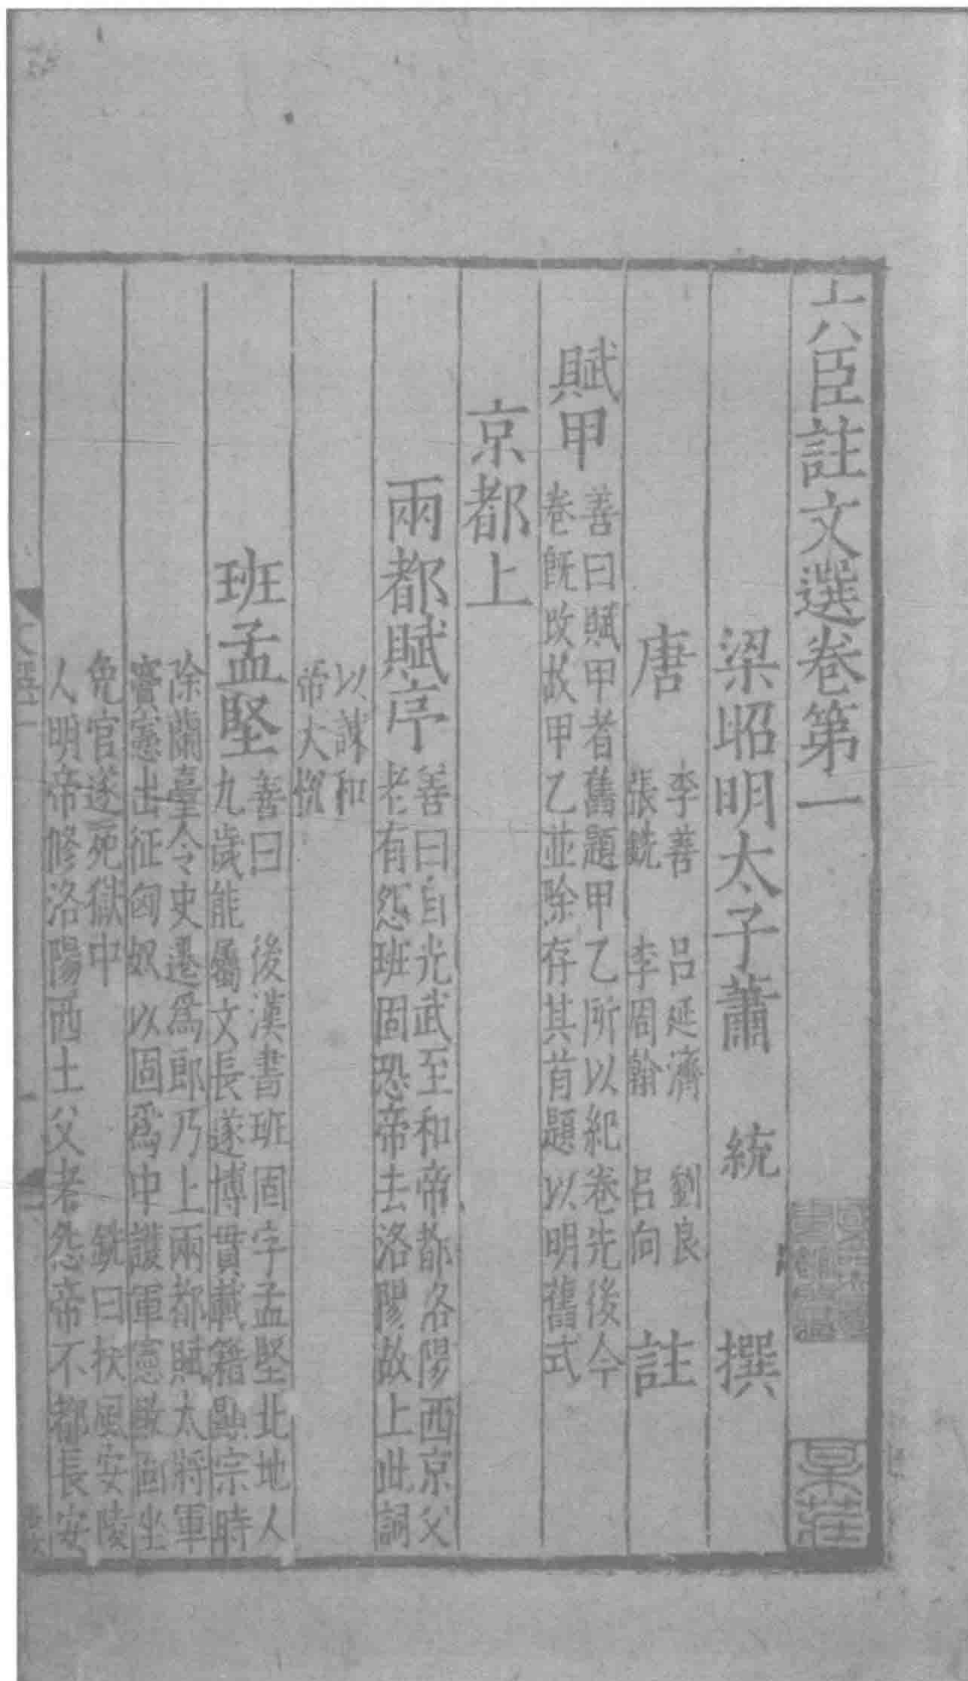 六臣註文選卷第一
梁昭明太子蕭 統 撰
唐
李善 呂延濟 劉良
張銑 李周翰 呂向
註
賦甲
善曰賦甲者舊題甲乙所以紀卷先後今
卷旣改故甲乙並除存其首題以明舊式
京都上
兩都賦序
善曰自光武至和帝都洛陽西京父
老有怨班固恐帝去洛陽故上此詞
以諫和
帝大悅
班孟堅
善曰 後漢書班固字孟堅北地人
九歲能屬文長遂博貫載籍顯宗時
除蘭臺令史遷爲郎乃上兩都賦大將軍
竇憲出征匈奴以固爲中護軍憲敗固坐
免官遂死獄中 銑曰扶風安陵
人明帝修洛陽西土父老怨帝不都長安